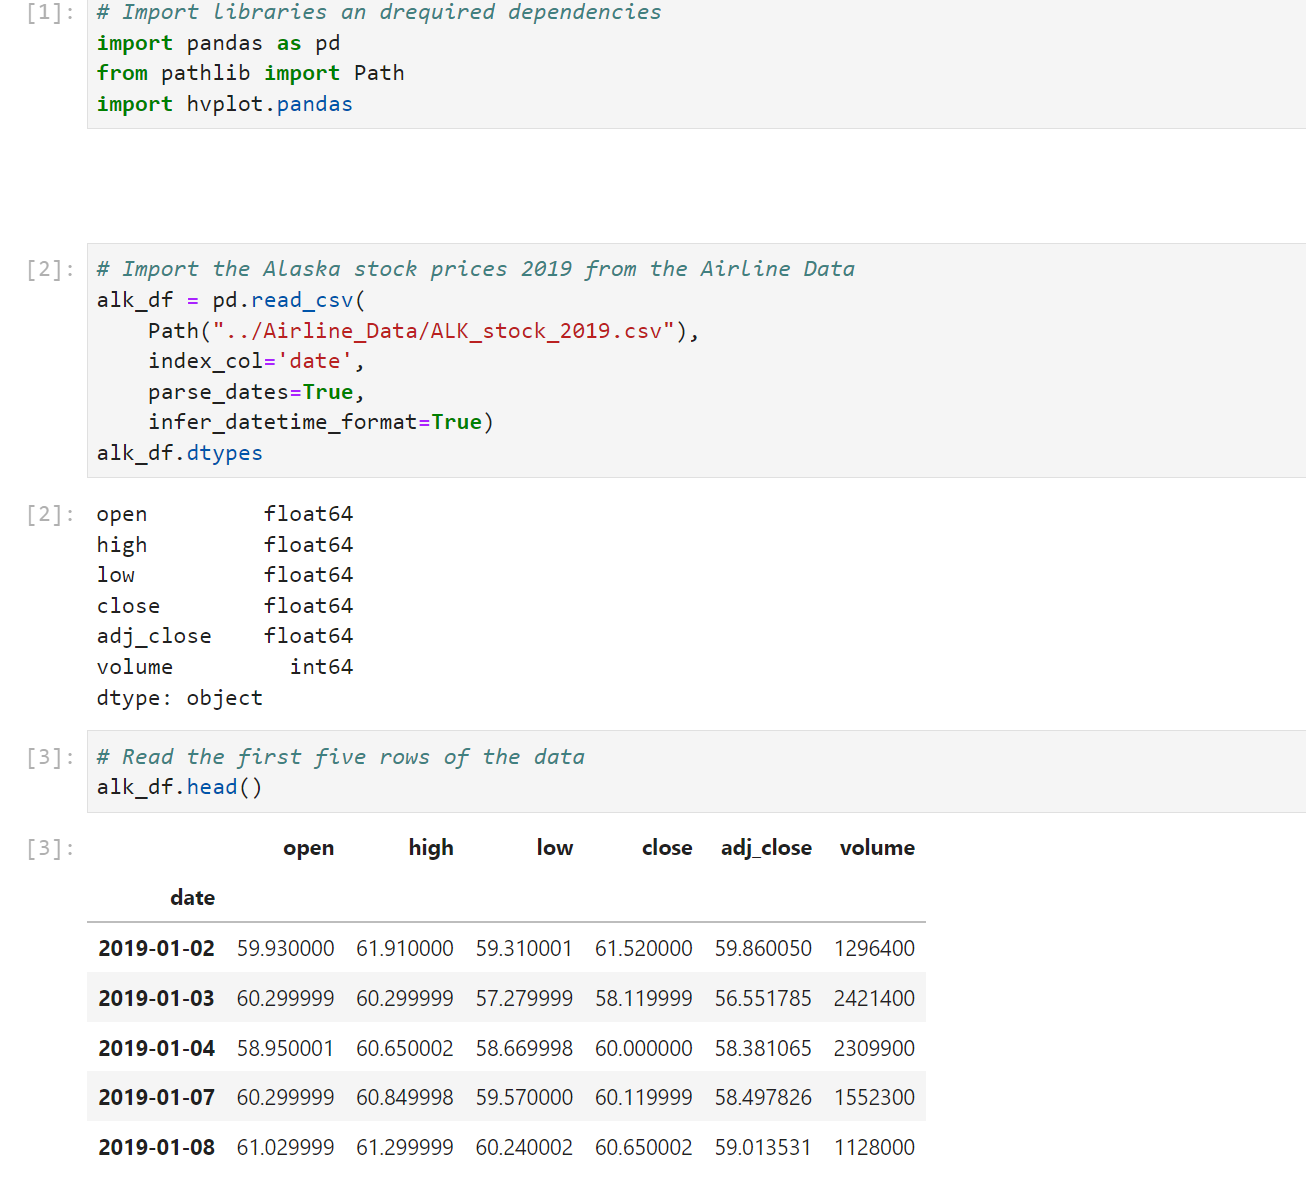 [1]: # Import libraries an drequired dependencies
import pandas as pd
from pathlib import Path
import hvplot.pandas
[2]: # Import the Alaska stock prices 2019 from the Airline Data
alk_df = pd.read_csv(
    Path("../Airline_Data/ALK_stock_2019.csv"),
    index_col='date',
    parse_dates=True,
    infer_datetime_format=True)
alk_df.dtypes
[2]: open         float64
high         float64
low          float64
close        float64
adj_close    float64
volume         int64
dtype: object
[3]: # Read the first five rows of the data
alk_df.head()
[3]: open high low close adj_close volume
date
2019-01-02 59.930000 61.910000 59.310001 61.520000 59.860050 1296400
2019-01-03 60.299999 60.299999 57.279999 58.119999 56.551785 2421400
2019-01-04 58.950001 60.650002 58.669998 60.000000 58.381065 2309900
2019-01-07 60.299999 60.849998 59.570000 60.119999 58.497826 1552300
2019-01-08 61.029999 61.299999 60.240002 60.650002 59.013531 1128000